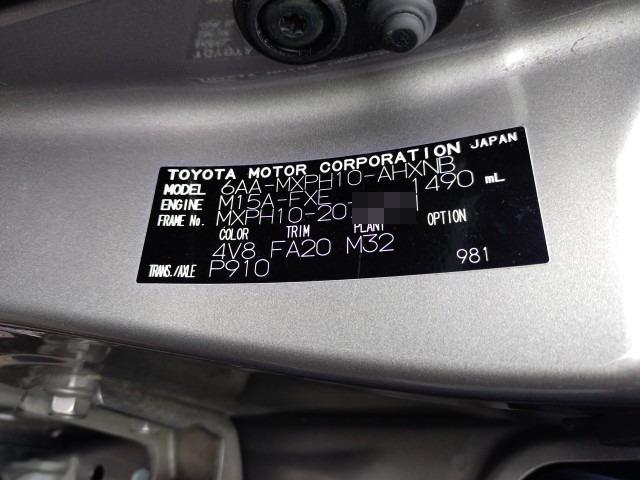 TOYOTA MOTOR CORPORATION JAPAN
MODEL 6AA-MXPH10-AHXNB
ENGINE M15A-FXE 1490 mL
FRAME No. MXPH10-20
COLOR TRIM PLANT OPTION
4V8 FA20 M32
TRANS./AXLE P910 981